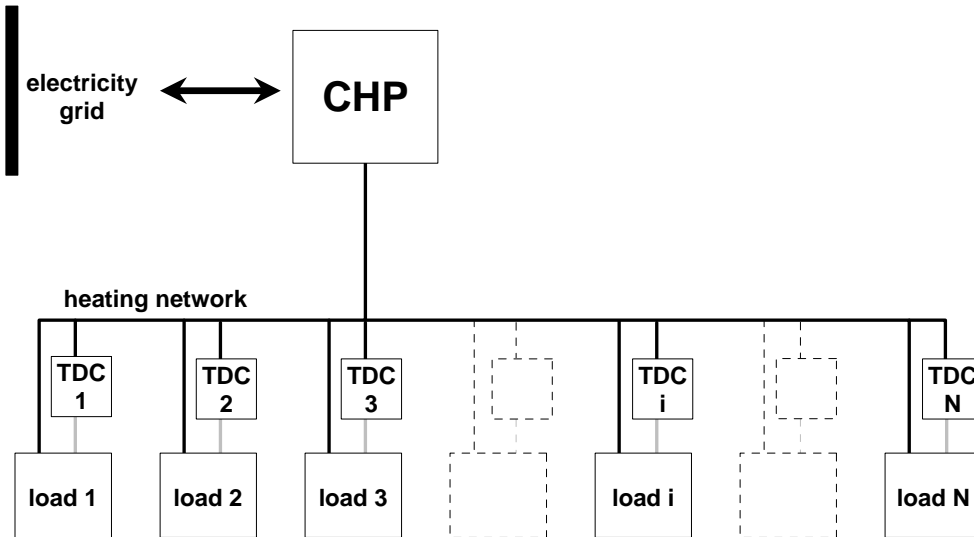 electricity
grid
CHP
heating network
TDC
1
TDC
2
TDC
3
TDC
i
TDC
N
load 1
load 2
load 3
load i
load N